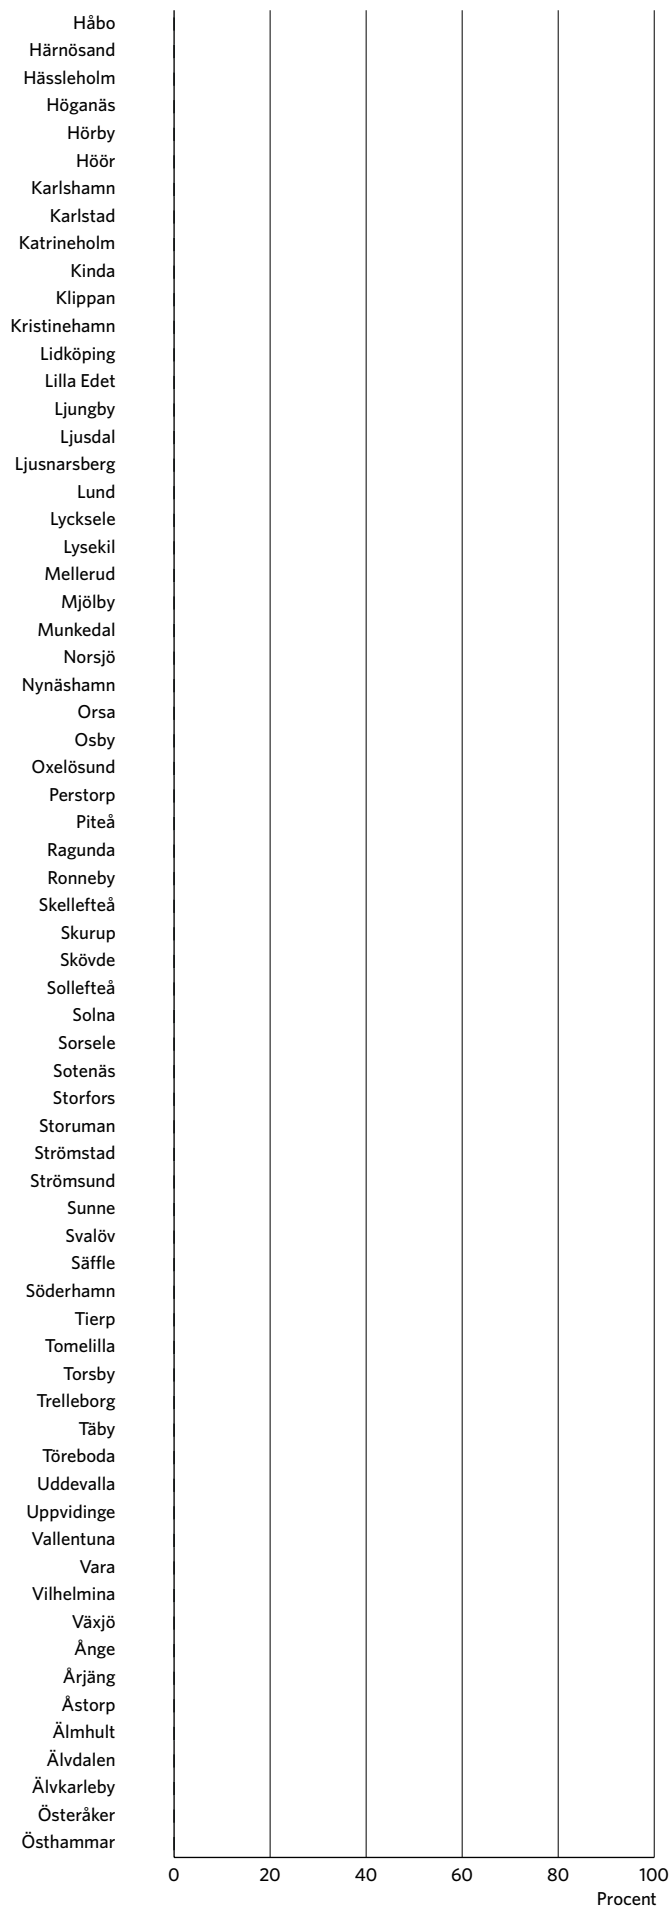 Håbo
Härnösand
Hässleholm
Höganäs
Hörby
Höör
Karlshamn
Karlstad
Katrineholm
Kinda
Klippan
Kristinehamn
Lidköping
Lilla Edet
Ljungby
Ljusdal
Ljusnarsberg
Lund
Lycksele
Lysekil
Mellerud
Mjölby
Munkedal
Norsjö
Nynäshamn
Orsa
Osby
Oxelösund
Perstorp
Piteå
Ragunda
Ronneby
Skellefteå
Skurup
Skövde
Sollefteå
Solna
Sorsele
Sotenäs
Storfors
Storuman
Strömstad
Strömsund
Sunne
Svalöv
Säffle
Söderhamn
Tierp
Tomelilla
Torsby
Trelleborg
Täby
Töreboda
Uddevalla
Uppvidinge
Vallentuna
Vara
Vilhelmina
Växjö
Ånge
Årjäng
Åstorp
Älmhult
Älvdalen
Älvkarleby
Österåker
Östhammar
0 20 40 60 80 100
Procent